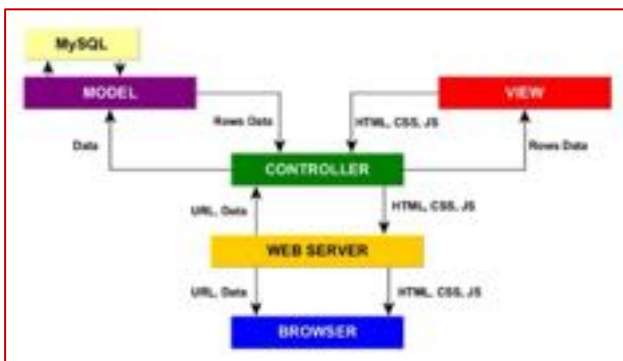 MySQL
MODEL
VIEW
Rows Data
HTML, CSS, JS
Data
Rows Data
CONTROLLER
URL, Data
HTML, CSS, JS
WEB SERVER
URL, Data
HTML, CSS, JS
BROWSER